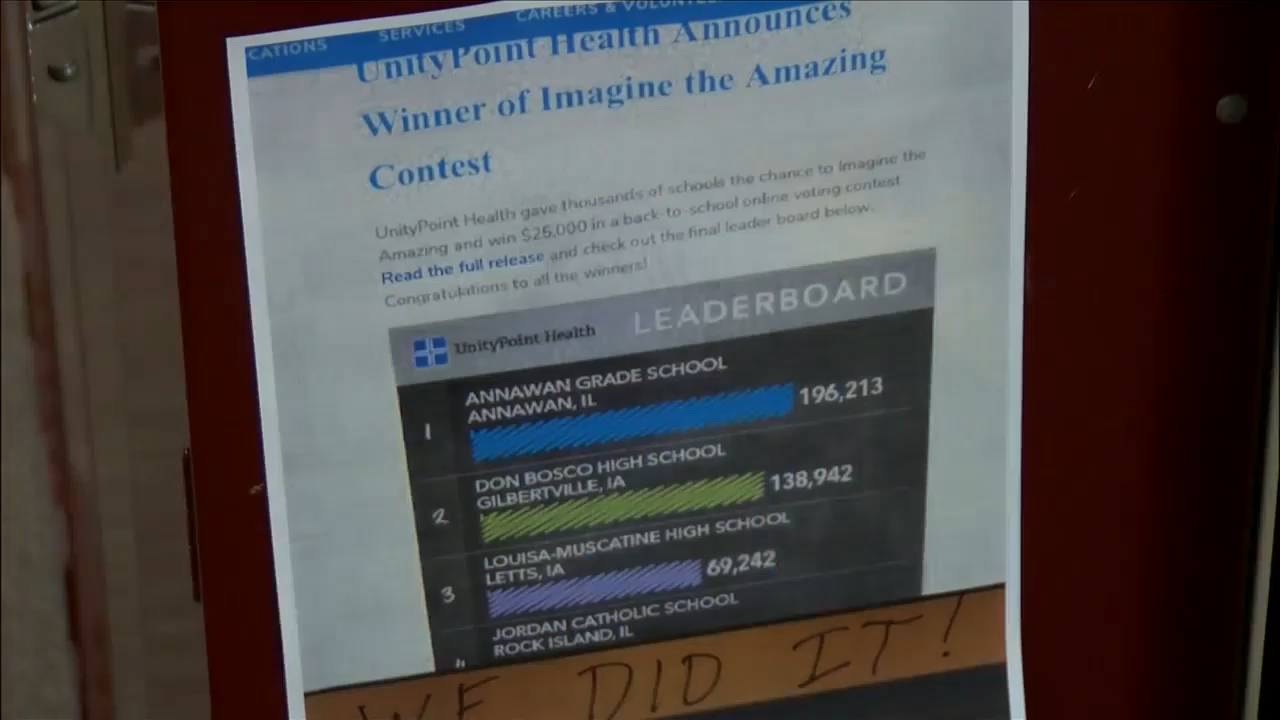 CATIONS SERVICES CAREERS & VOLUNTE
UnityPoint Health Announces
Winner of Imagine the Amazing
Contest
UnityPoint Health gave thousands of schools the chance to Imagine the
Amazing and win $25,000 in a back-to-school online voting contest.
Read the full release and check out the final leader board below.
Congratulations to all the winners!
UnityPoint Health LEADERBOARD
ANNAWAN GRADE SCHOOL
1 ANNAWAN, IL 196,213
DON BOSCO HIGH SCHOOL
2 GILBERTVILLE, IA 138,942
LOUISA-MUSCATINE HIGH SCHOOL
3 LETTS, IA 69,242
JORDAN CATHOLIC SCHOOL
ROCK ISLAND, IL
WE DID IT!